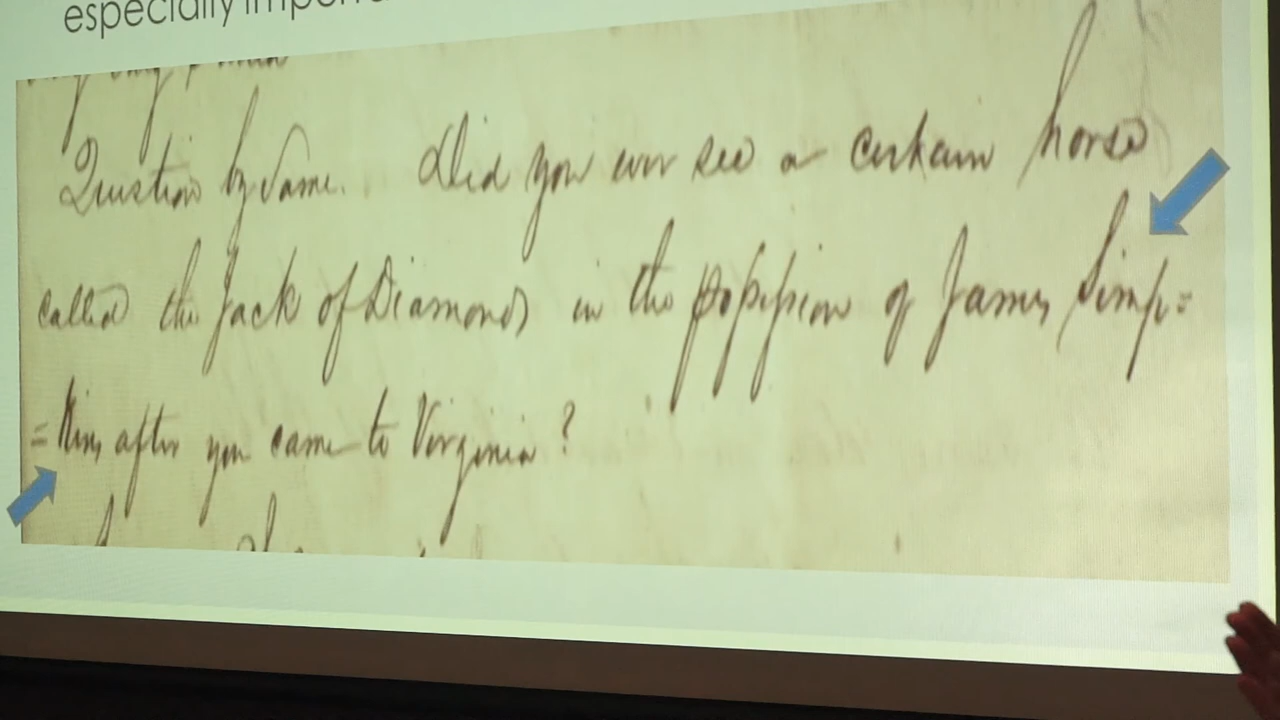 especially
Question by Same. Did you ever see a certain horse
called the Jack of Diamonds in the possession of James Simp=
=kins after you came to Virginia?